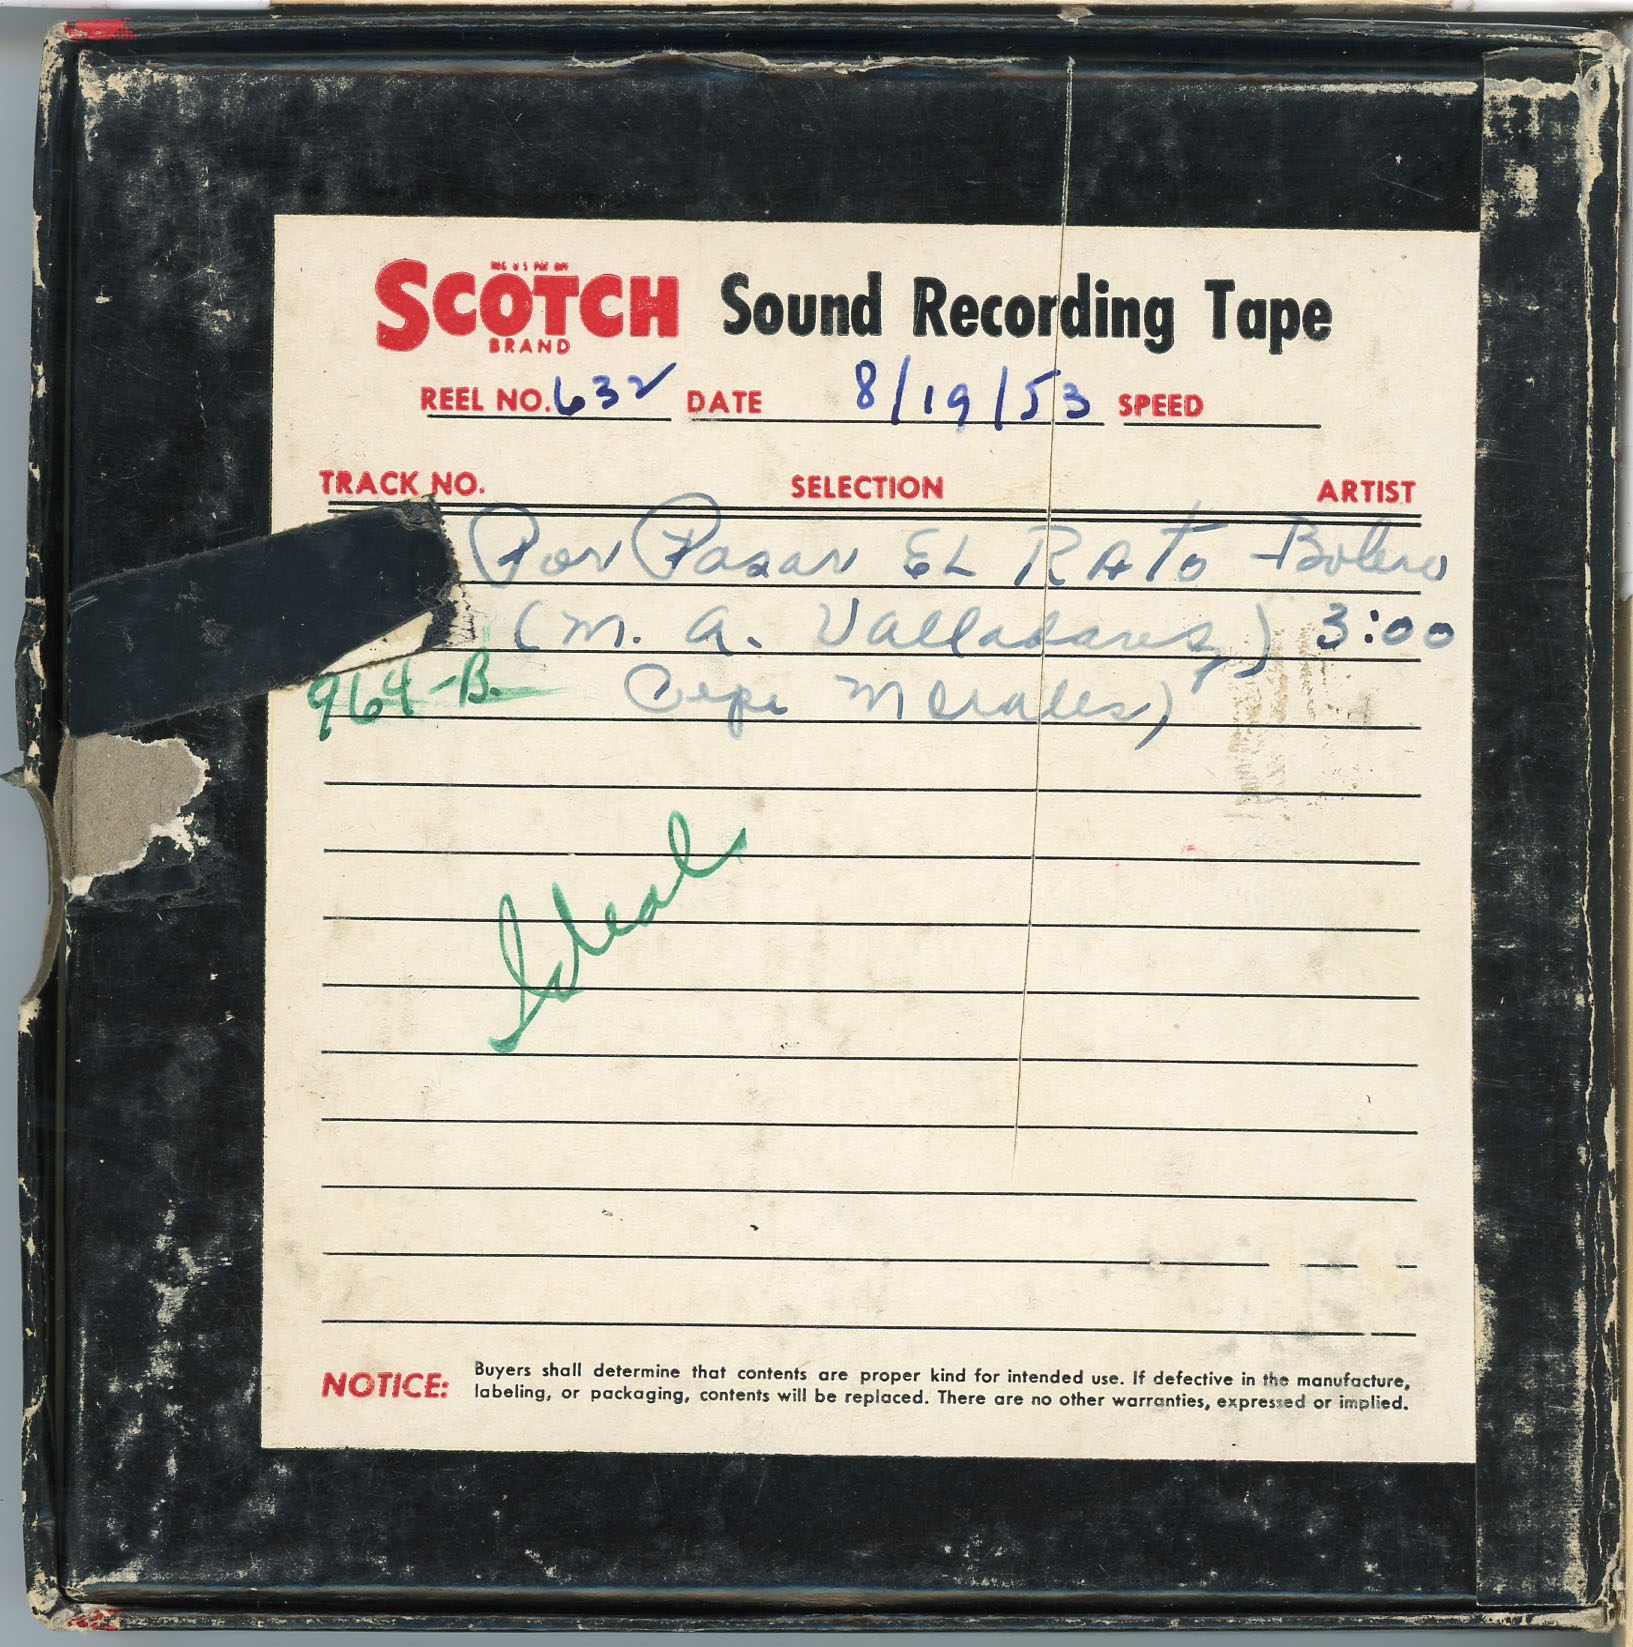 REG U S PAT OFF
SCOTCH Sound Recording Tape
BRAND
REEL NO. 632 DATE 8/19/53 SPEED
TRACK NO. SELECTION ARTIST
Por Pasar EL RATo - Bolero
(M. A. Valladares) 3:00
964-B. Pepe Morales)
Ideal
NOTICE: Buyers shall determine that contents are proper kind for intended use. If defective in the manufacture,
labeling, or packaging, contents will be replaced. There are no other warranties, expressed or implied.